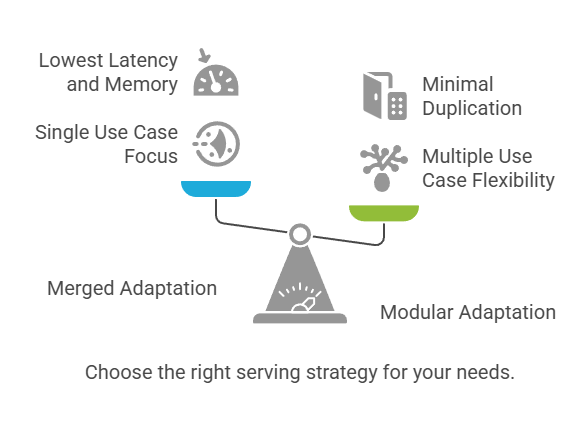 Lowest Latency
and Memory
Single Use Case
Focus
Minimal
Duplication
Multiple Use
Case Flexibility
Merged Adaptation
Modular Adaptation
Choose the right serving strategy for your needs.